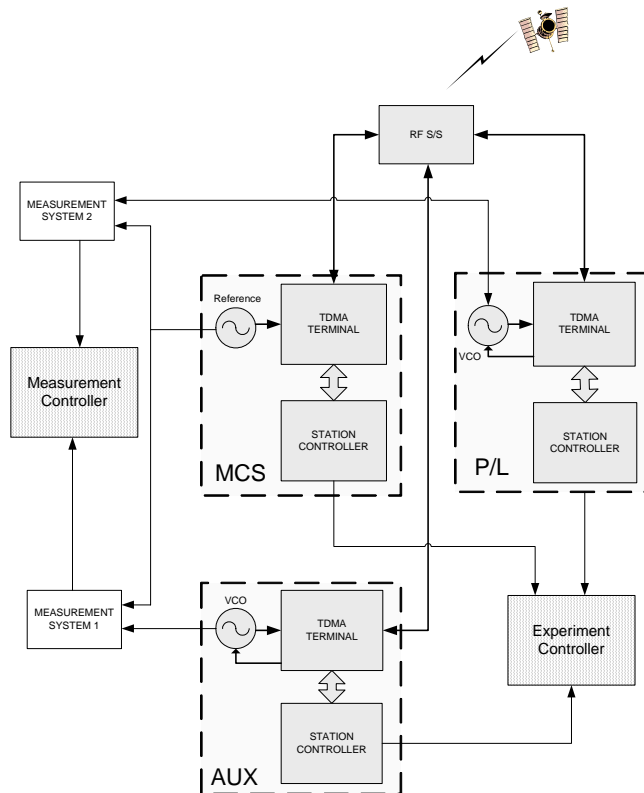 RF S/S
MEASUREMENT
SYSTEM 2
Reference
TDMA
TERMINAL
TDMA
TERMINAL
VCO
Measurement
Controller
STATION
CONTROLLER
MCS
STATION
CONTROLLER
P/L
MEASUREMENT
SYSTEM 1
VCO
TDMA
TERMINAL
Experiment
Controller
STATION
CONTROLLER
AUX